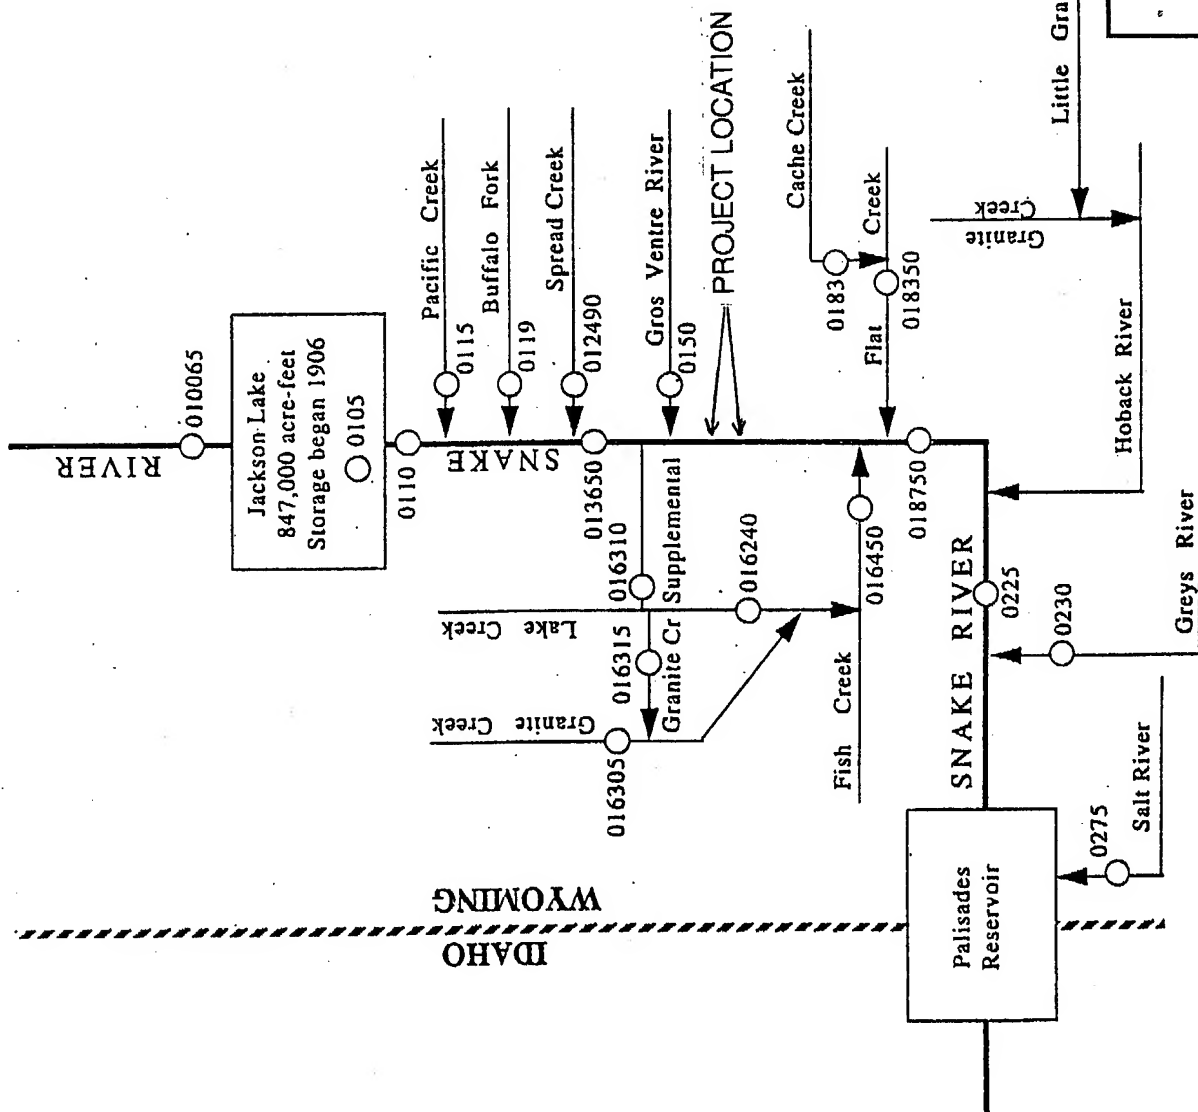 RIVER
010065
Jackson Lake
847,000 acre-feet
Storage began 1906
0105
0110
SNAKE
Pacific Creek
0115
Buffalo Fork
0119
Spread Creek
012490
013650
Gros Ventre River
0150
PROJECT LOCATION
Supplemental
016310
Lake Creek
016315
Granite Cr
016240
Granite Creek
016305
Cache Creek
0183
Flat Creek
018350
Fish Creek
016450
018750
Little Gra
Granite
Creek
Hoback River
SNAKE RIVER
0225
0230
Greys River
0275
Salt River
Palisades
Reservoir
WYOMING
IDAHO